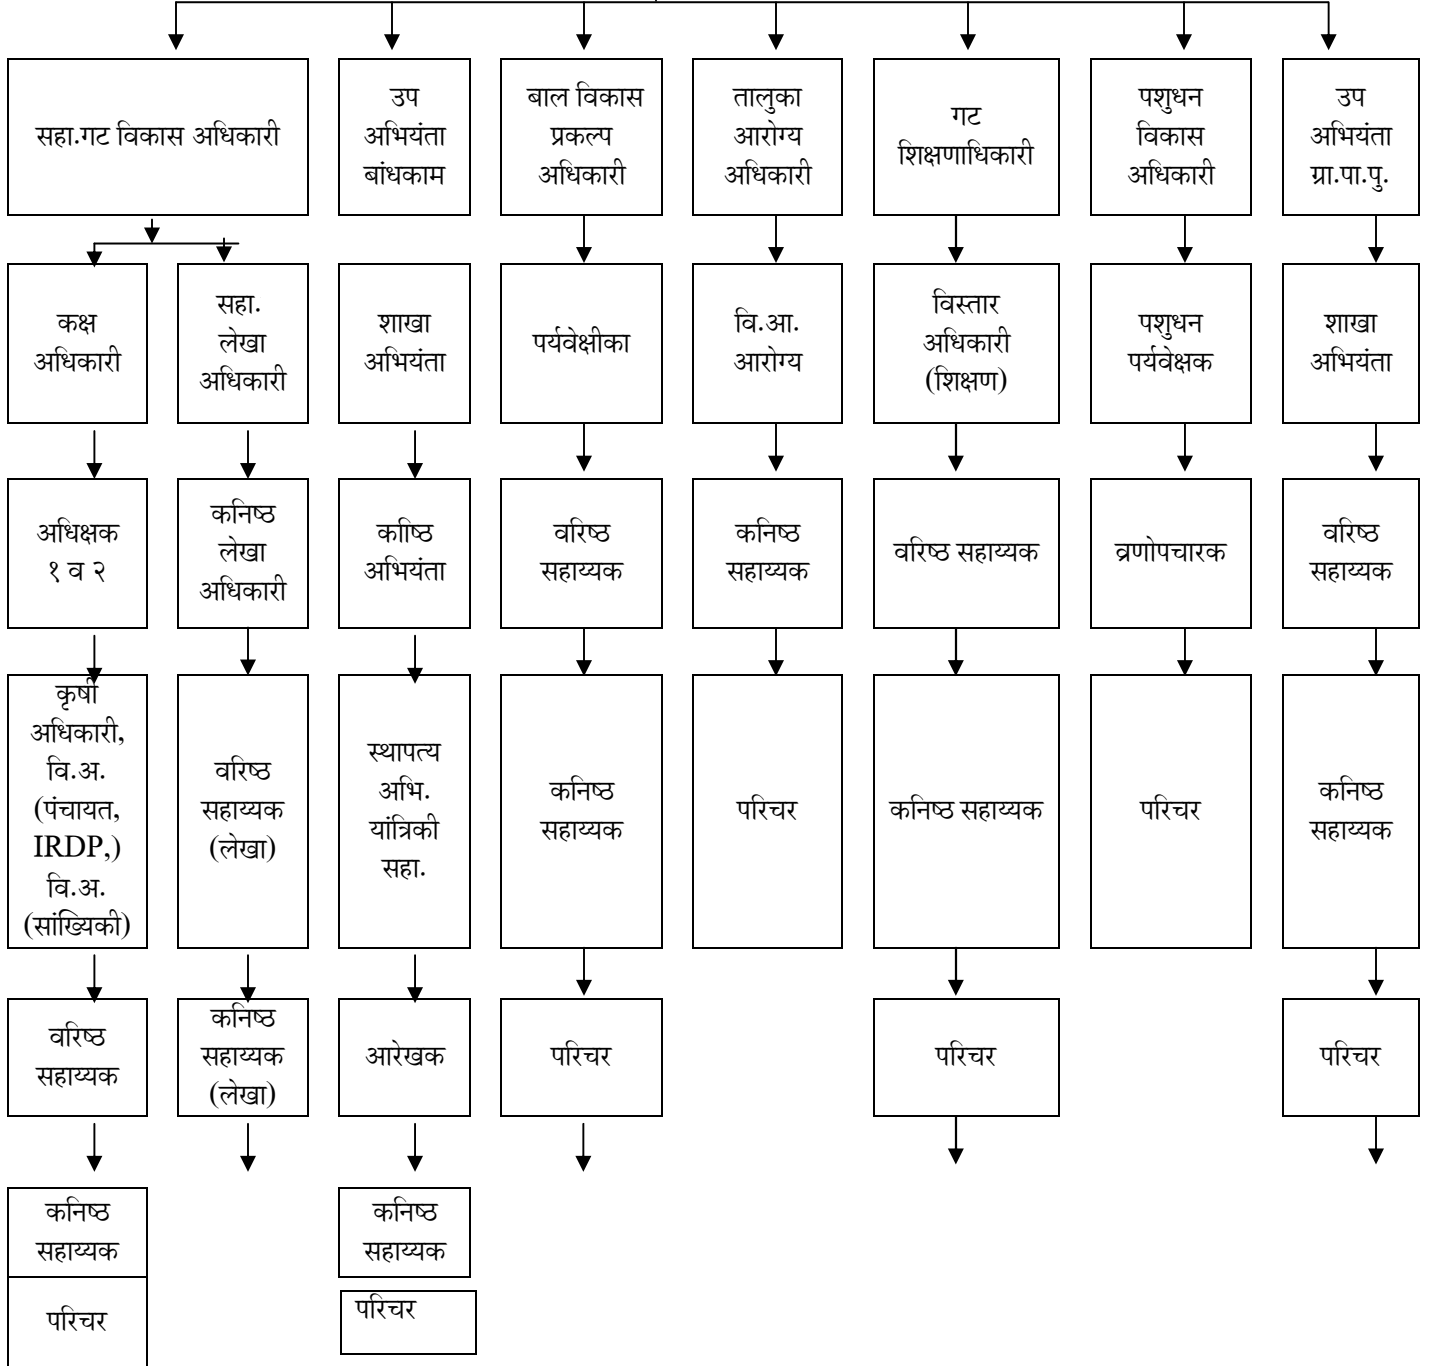 सहा.गट विकास अधिकारी
उप
अभियंता
बांधकाम
बाल विकास
प्रकल्प
अधिकारी
तालुका
आरोग्य
अधिकारी
गट
शिक्षणाधिकारी
पशुधन
विकास
अधिकारी
उप
अभियंता
ग्रा.पा.पु.
कक्ष
अधिकारी
सहा.
लेखा
अधिकारी
शाखा
अभियंता
पर्यवेक्षीका
वि.आ.
आरोग्य
विस्तार
अधिकारी
(शिक्षण)
पशुधन
पर्यवेक्षक
शाखा
अभियंता
अधिक्षक
१ व २
कनिष्ठ
लेखा
अधिकारी
काीष्ठि
अभियंता
वरिष्ठ
सहाय्यक
कनिष्ठ
सहाय्यक
वरिष्ठ सहाय्यक
व्रणोपचारक
वरिष्ठ
सहाय्यक
कृषी
अधिकारी,
वि.अ.
(पंचायत,
IRDP,)
वि.अ.
(सांख्यिकी)
वरिष्ठ
सहाय्यक
(लेखा)
स्थापत्य
अभि.
यांत्रिकी
सहा.
कनिष्ठ
सहाय्यक
परिचर
कनिष्ठ सहाय्यक
परिचर
कनिष्ठ
सहाय्यक
वरिष्ठ
सहाय्यक
कनिष्ठ
सहाय्यक
(लेखा)
आरेखक
परिचर
परिचर
परिचर
कनिष्ठ
सहाय्यक
कनिष्ठ
सहाय्यक
परिचर
परिचर